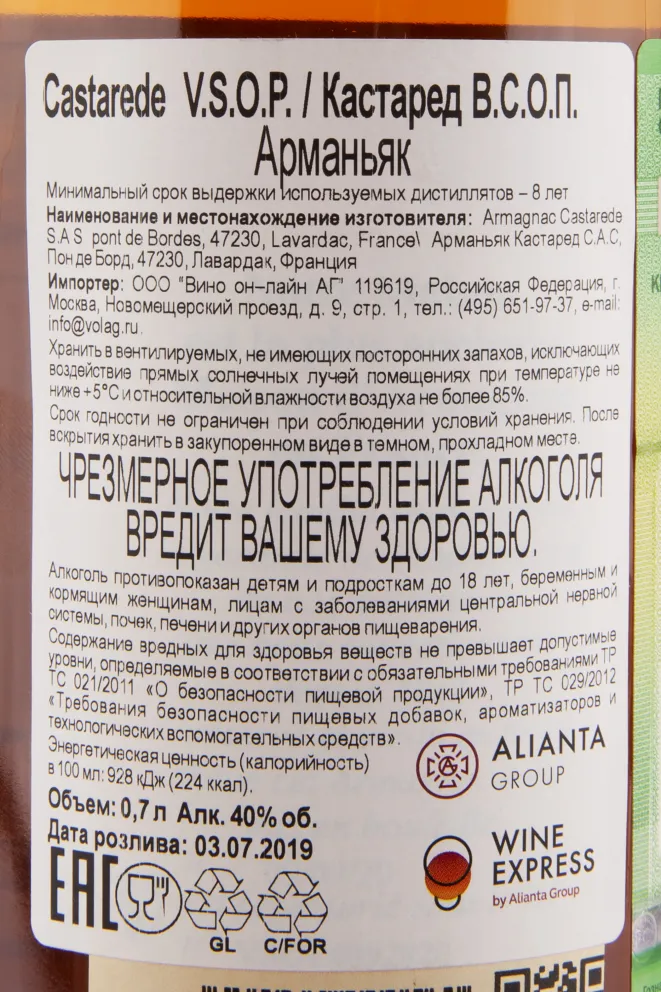 Castarede V.S.O.P. / Кастаред В.С.О.П.
Арманьяк
Минимальный срок выдержки используемых дистиллятов – 8 лет
Наименование и местонахождение изготовителя: Armagnac Castarede
S.A.S pont de Bordes, 47230, Lavardac, France\ Арманьяк Кастаред С.А.С,
Пон де Борд, 47230, Лавардак, Франция
Импортер: ООО "Вино он–лайн АГ" 119619, Российская Федерация, г.
Москва, Новомещерский проезд, д. 9, стр. 1, тел.: (495) 651-97-37, e-mail:
info@volag.ru.
Хранить в вентилируемых, не имеющих посторонних запахов, исключающих
воздействие прямых солнечных лучей помещениях при температуре не
ниже +5°С и относительной влажности воздуха не более 85%.
Срок годности не ограничен при соблюдении условий хранения. После
вскрытия хранить в закупоренном виде в темном, прохладном месте.
ЧРЕЗМЕРНОЕ УПОТРЕБЛЕНИЕ АЛКОГОЛЯ
ВРЕДИТ ВАШЕМУ ЗДОРОВЬЮ.
Алкоголь противопоказан детям и подросткам до 18 лет, беременным и
кормящим женщинам, лицам с заболеваниями центральной нервной
системы, почек, печени и других органов пищеварения.
Содержание вредных для здоровья веществ не превышает допустимые
уровни, определяемые в соответствии с обязательными требованиями ТР
ТС 021/2011 «О безопасности пищевой продукции», ТР ТС 029/2012
«Требования безопасности пищевых добавок, ароматизаторов и
технологических вспомогательных средств».
Энергетическая ценность (калорийность)
в 100 мл: 928 кДж (224 ккал).
Объем: 0,7 л Алк. 40% об.
Дата розлива: 03.07.2019
ALIANTA
GROUP
WINE
EXPRESS
by Alianta Group
EAC
GL
C/FOR